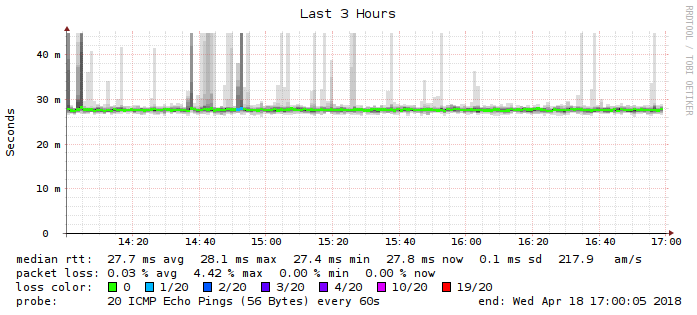 Last 3 Hours
RRDTOOL / TOBI OETIKER
Seconds
40 m
30 m
20 m
10 m
0
14:20 14:40 15:00 15:20 15:40 16:00 16:20 16:40 17:00
median rtt: 27.7 ms avg 28.1 ms max 27.4 ms min 27.8 ms now 0.1 ms sd 217.9 am/s
packet loss: 0.03 % avg 4.42 % max 0.00 % min 0.00 % now
loss color: 0 1/20 2/20 3/20 4/20 10/20 19/20
probe: 20 ICMP Echo Pings (56 Bytes) every 60s end: Wed Apr 18 17:00:05 2018